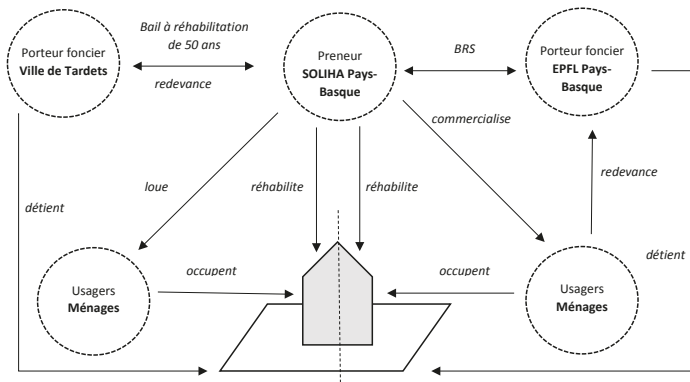 Bail à réhabilitation
de 50 ans
redevance
Porteur foncier
Ville de Tardets
Preneur
SOLIHA Pays-
Basque
BRS
Porteur foncier
EPFL Pays-
Basque
commercialise
loue
réhabilite
réhabilite
redevance
détient
détient
occupent
occupent
Usagers
Ménages
Usagers
Ménages